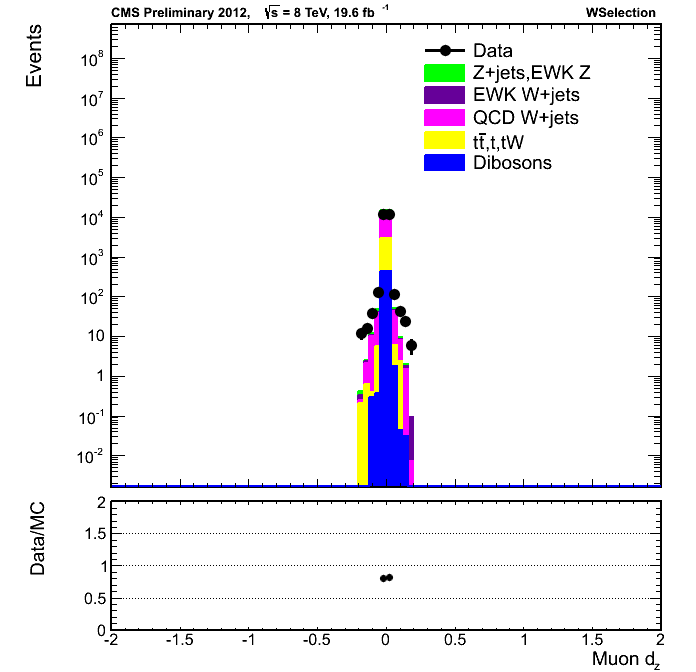 CMS Preliminary 2012, √s = 8 TeV, 19.6 fb⁻¹ WSelection
Events
10⁸
10⁷
10⁶
10⁵
10⁴
10³
10²
10
1
10⁻¹
10⁻²
Data
Z+jets,EWK Z
EWK W+jets
QCD W+jets
tt̄,t,tW
Dibosons
Data/MC
2
1.5
1
0.5
0
-2 -1.5 -1 -0.5 0 0.5 1 1.5 2
Muon d_z